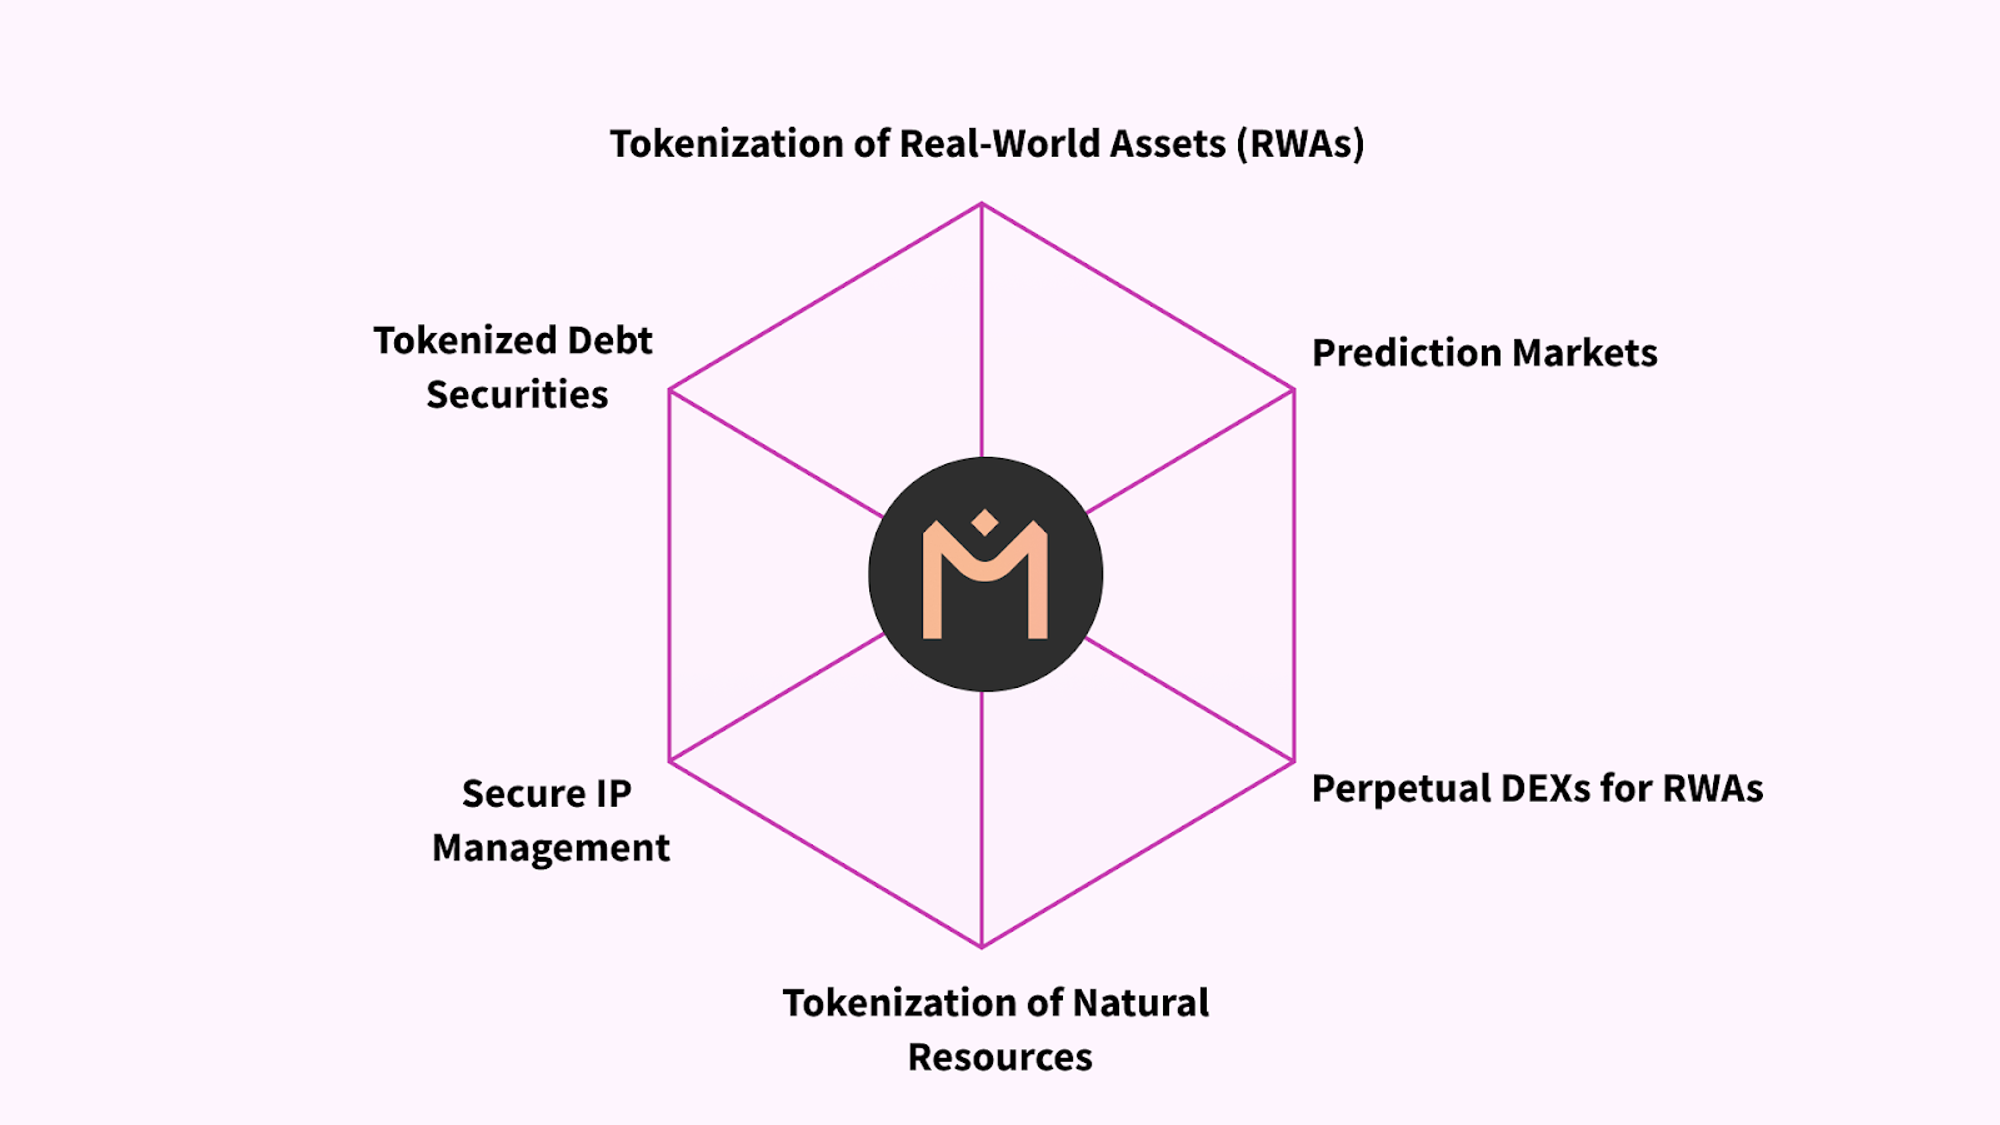 Tokenization of Real-World Assets (RWAs)
Tokenized Debt
Securities
Prediction Markets
Secure IP
Management
Perpetual DEXs for RWAs
Tokenization of Natural
Resources